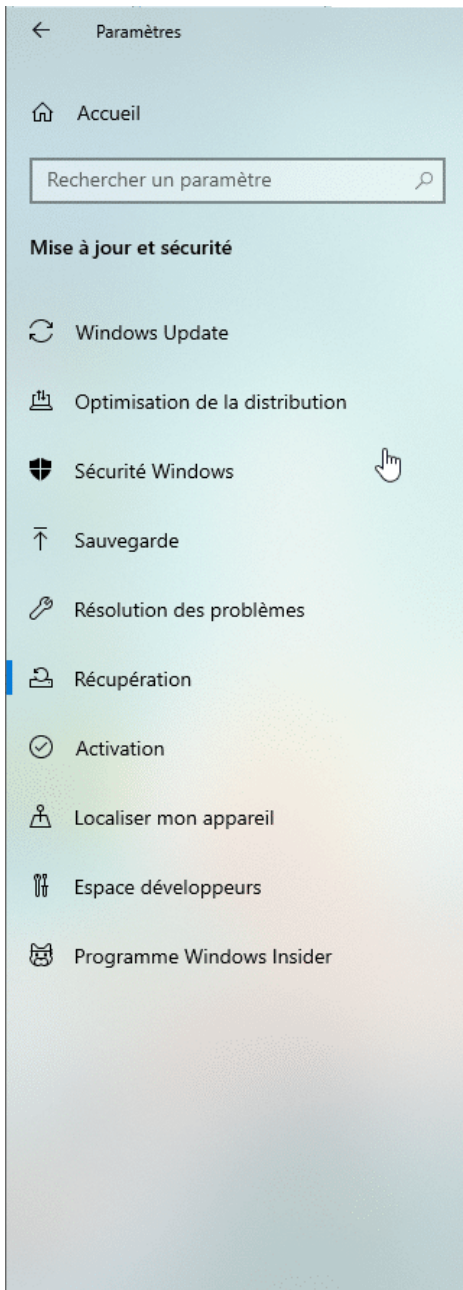 Paramètres
Accueil
Rechercher un paramètre
Mise à jour et sécurité
Windows Update
Optimisation de la distribution
Sécurité Windows
Sauvegarde
Résolution des problèmes
Récupération
Activation
Localiser mon appareil
Espace développeurs
Programme Windows Insider